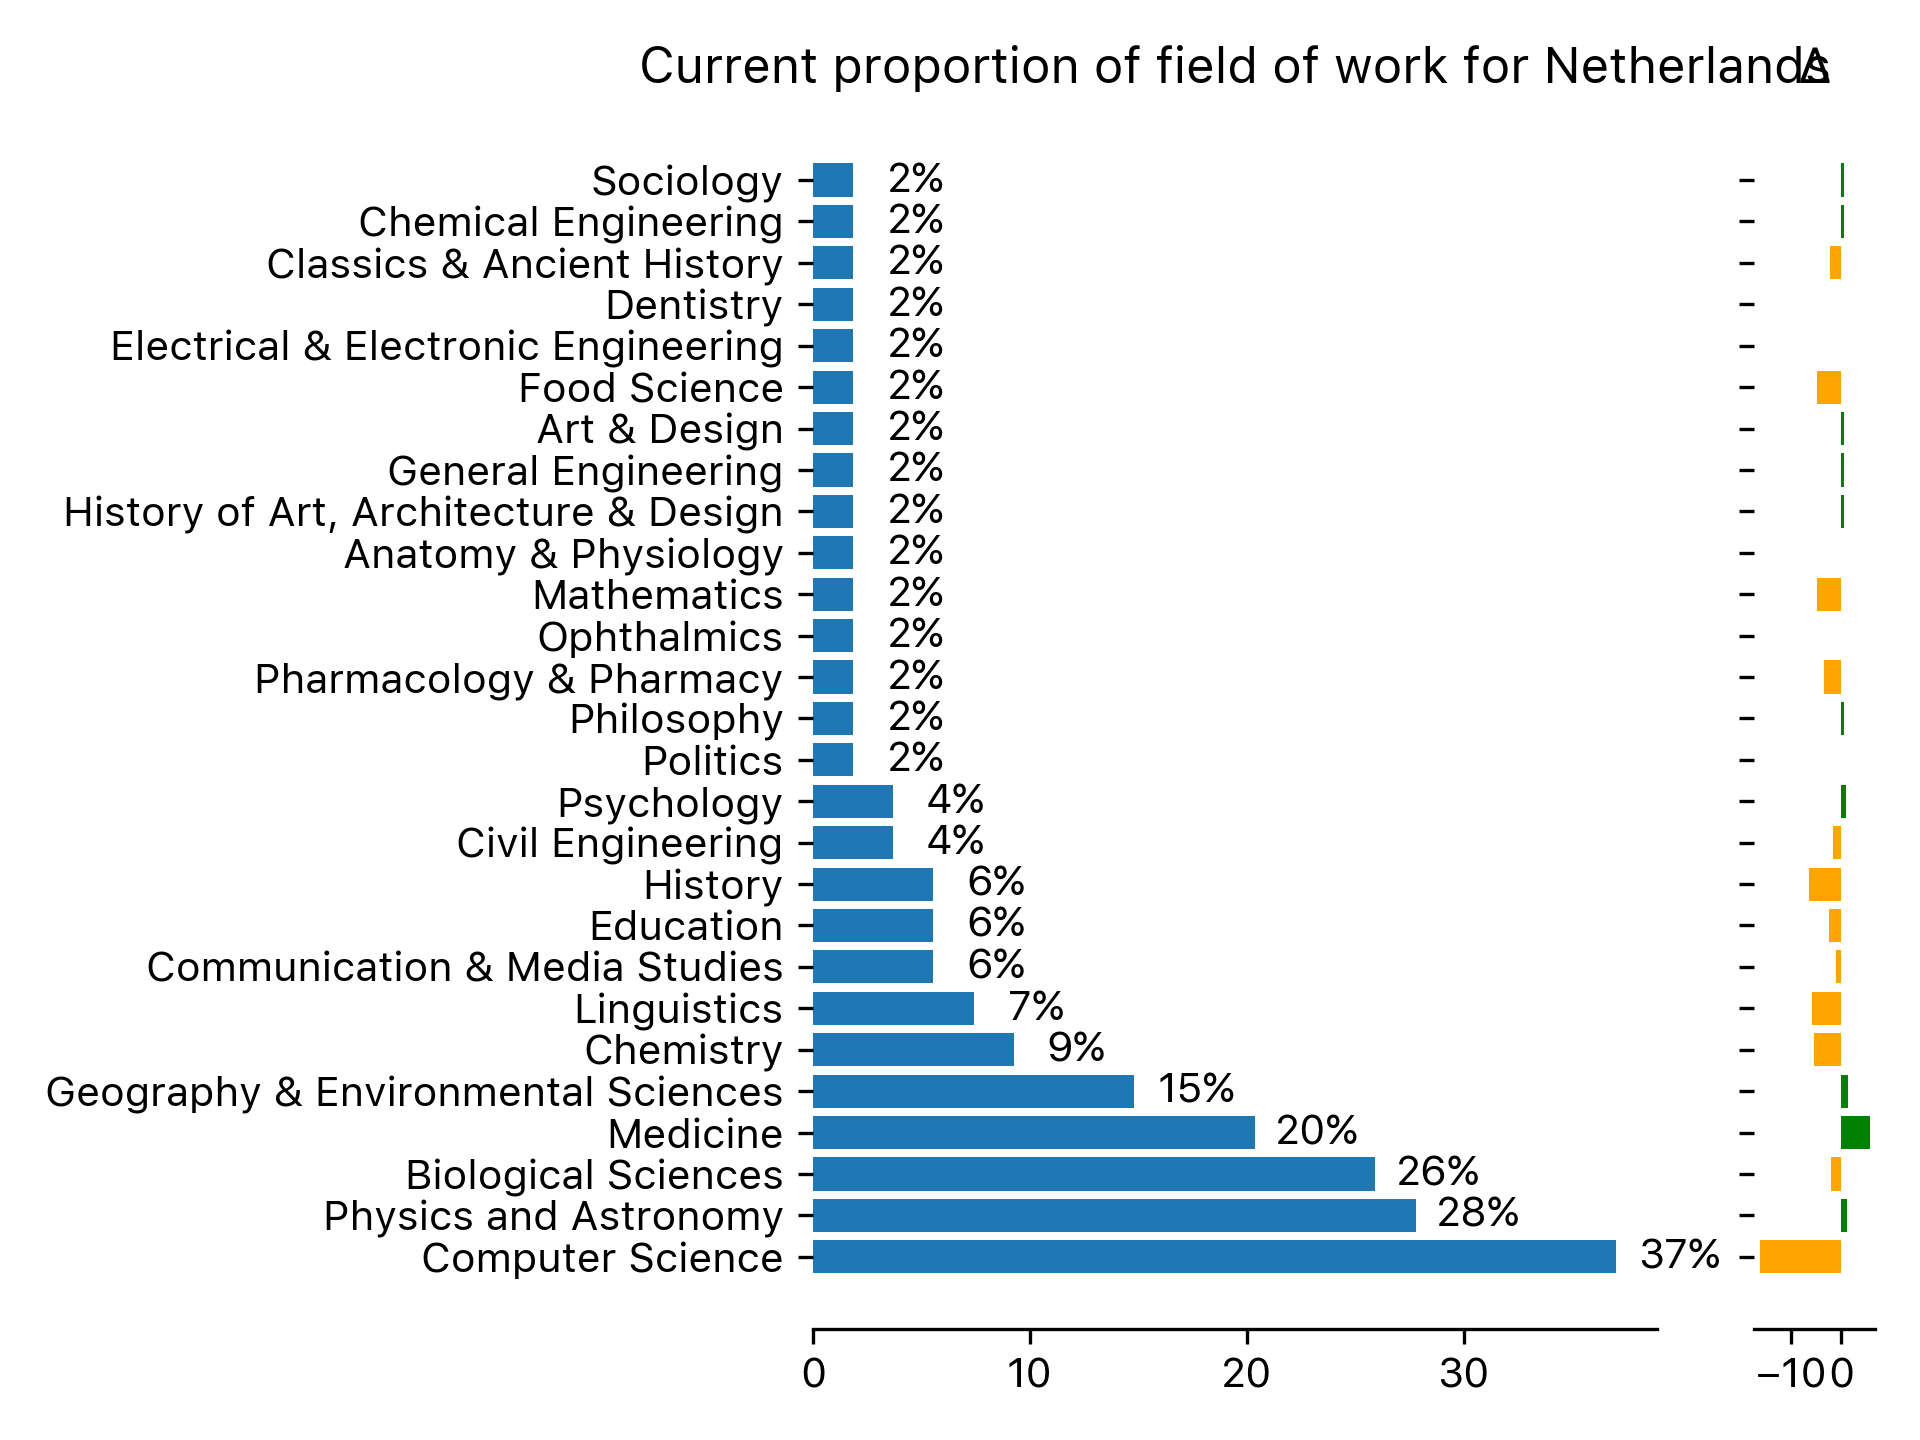 Current proportion of field of work for Netherlands Δ
Sociology 2%
Chemical Engineering 2%
Classics & Ancient History 2%
Dentistry 2%
Electrical & Electronic Engineering 2%
Food Science 2%
Art & Design 2%
General Engineering 2%
History of Art, Architecture & Design 2%
Anatomy & Physiology 2%
Mathematics 2%
Ophthalmics 2%
Pharmacology & Pharmacy 2%
Philosophy 2%
Politics 2%
Psychology 4%
Civil Engineering 4%
History 6%
Education 6%
Communication & Media Studies 6%
Linguistics 7%
Chemistry 9%
Geography & Environmental Sciences 15%
Medicine 20%
Biological Sciences 26%
Physics and Astronomy 28%
Computer Science 37%
0 10 20 30 −10 0